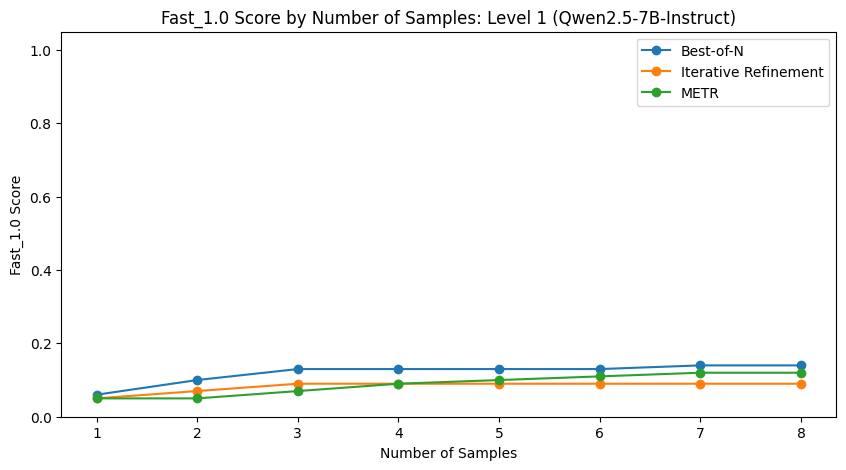 Fast_1.0 Score by Number of Samples: Level 1 (Qwen2.5-7B-Instruct)
Best-of-N
Iterative Refinement
METR
Fast_1.0 Score
1.0
0.8
0.6
0.4
0.2
0.0
1 2 3 4 5 6 7 8
Number of Samples